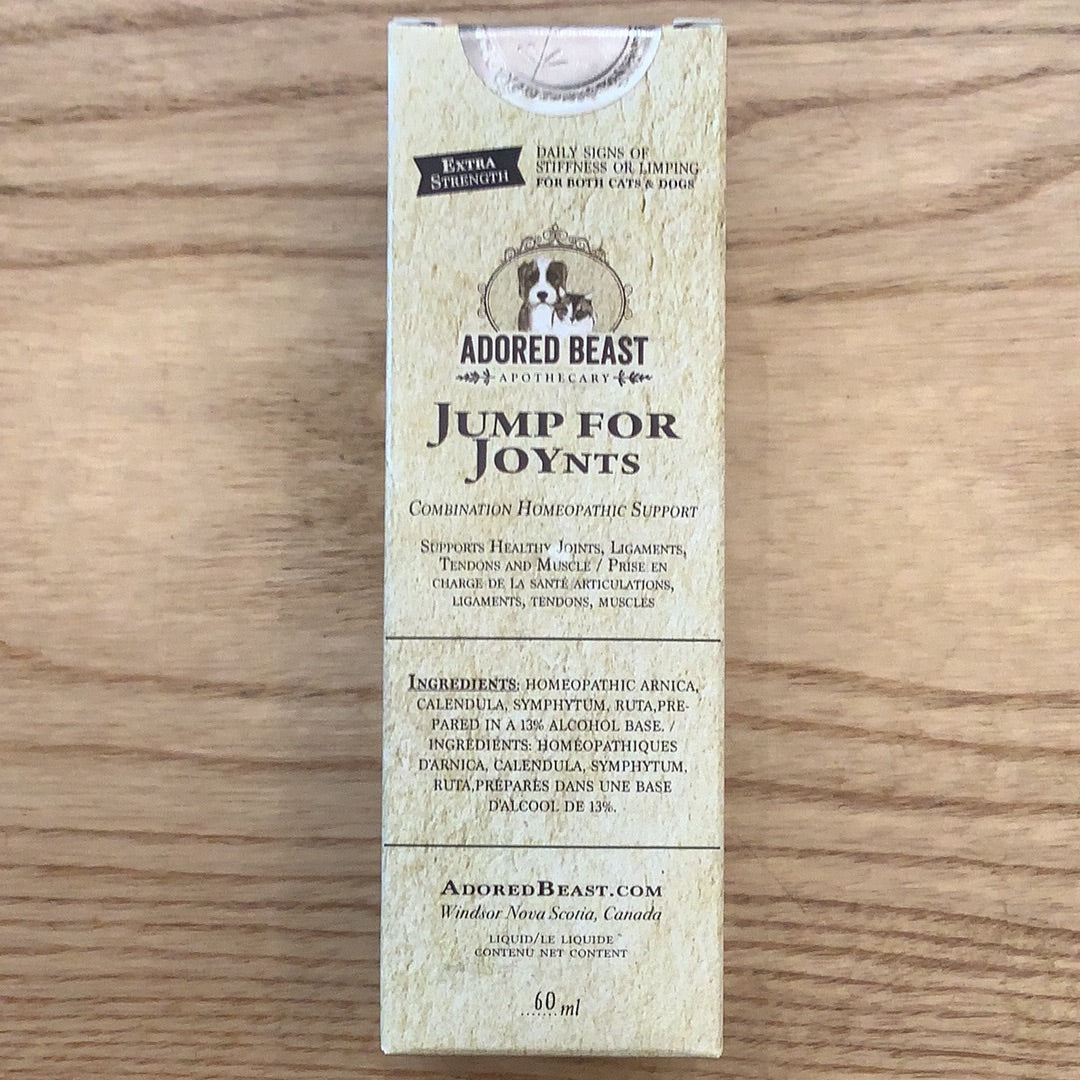 EXTRA STRENGTH
DAILY SIGNS OF
STIFFNESS OR LIMPING
FOR BOTH CATS & DOGS
ADORED BEAST
APOTHECARY
JUMP FOR
JOYNTS
COMBINATION HOMEOPATHIC SUPPORT
SUPPORTS HEALTHY JOINTS, LIGAMENTS,
TENDONS AND MUSCLE / PRISE EN
CHARGE DE LA SANTÉ ARTICULATIONS,
LIGAMENTS, TENDONS, MUSCLES
INGREDIENTS: HOMEOPATHIC ARNICA,
CALENDULA, SYMPHYTUM, RUTA,PRE-
PARED IN A 13% ALCOHOL BASE. /
INGRÉDIENTS: HOMÉOPATHIQUES
D'ARNICA, CALENDULA, SYMPHYTUM,
RUTA,PRÉPARÉS DANS UNE BASE
D'ALCOOL DE 13%.
ADOREDBEAST.COM
Windsor Nova Scotia, Canada
LIQUID/LE LIQUIDE
CONTENU NET CONTENT
60 ml